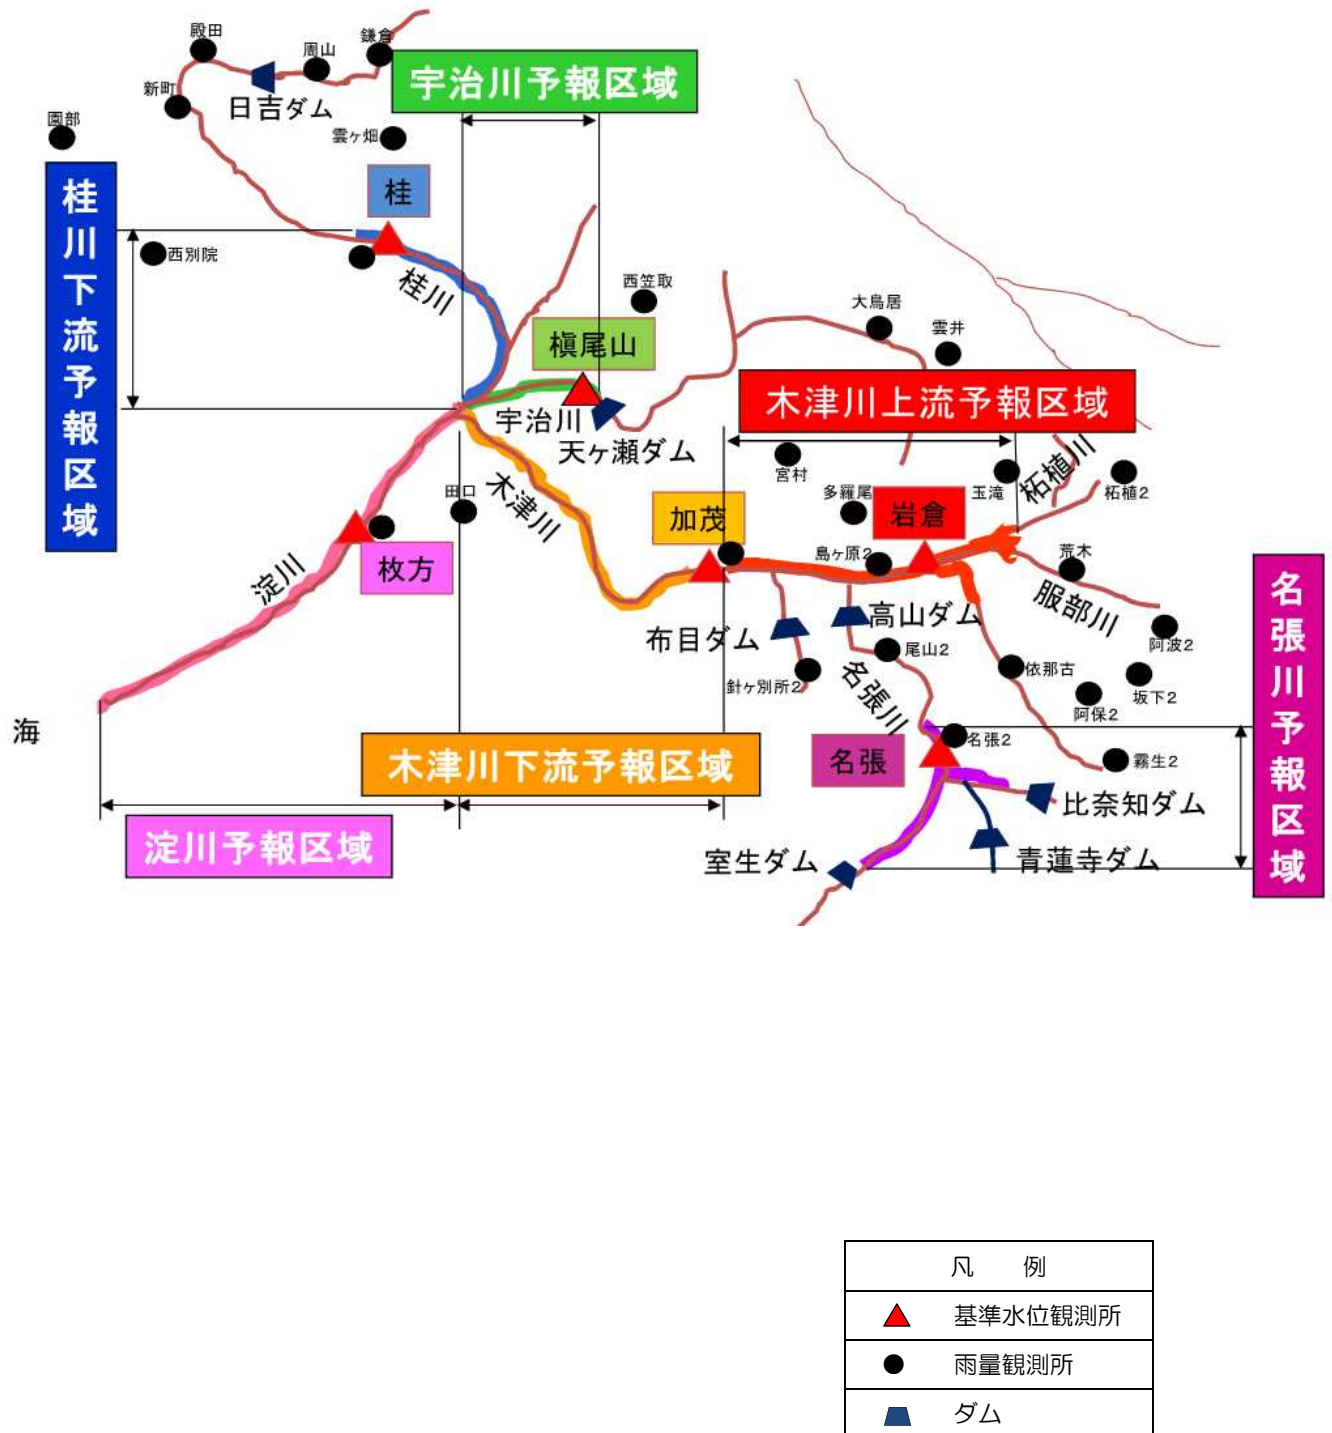 殿田
周山
鎌倉
宇治川予報区域
新町
日吉ダム
園部
雲ヶ畑
桂川下流予報区域
桂
西別院
桂川
西笠取
大鳥居
雲井
槇尾山
木津川上流予報区域
宇治川
天ヶ瀬ダム
宮村
柘植川
田口
木津川
多羅尾
玉滝
柘植2
加茂
岩倉
枚方
淀川
島ヶ原2
荒木
服部川
名張川予報区域
布目ダム
高山ダム
阿波2
尾山2
針ヶ別所2
名張川
依那古
坂下2
阿保2
海
木津川下流予報区域
名張
名張2
霧生2
比奈知ダム
淀川予報区域
室生ダム
青蓮寺ダム
凡 例
基準水位観測所
雨量観測所
ダム